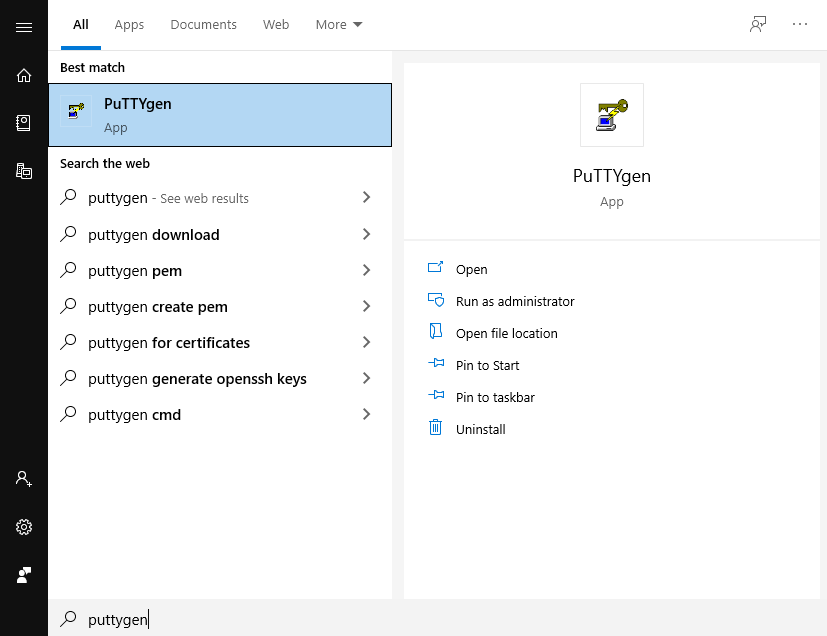 All Apps Documents Web More
Best match
PuTTYgen
App
Search the web
puttygen - See web results
puttygen download
puttygen pem
puttygen create pem
puttygen for certificates
puttygen generate openssh keys
puttygen cmd
PuTTYgen
App
Open
Run as administrator
Open file location
Pin to Start
Pin to taskbar
Uninstall
puttygen